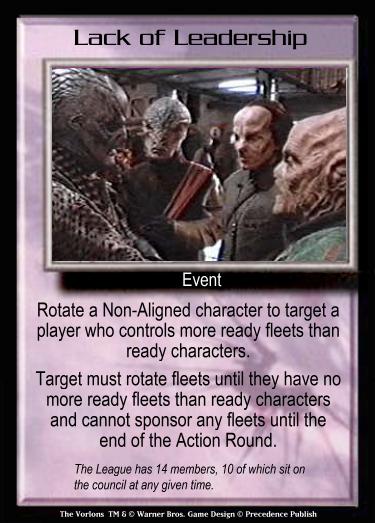 Lack of Leadership
Event
Rotate a Non-Aligned character to target a
player who controls more ready fleets than
ready characters.
Target must rotate fleets until they have no
more ready fleets than ready characters
and cannot sponsor any fleets until the
end of the Action Round.
The League has 14 members, 10 of which sit on
the council at any given time.
The Vorlons TM & © Warner Bros. Game Design © Precedence Publish